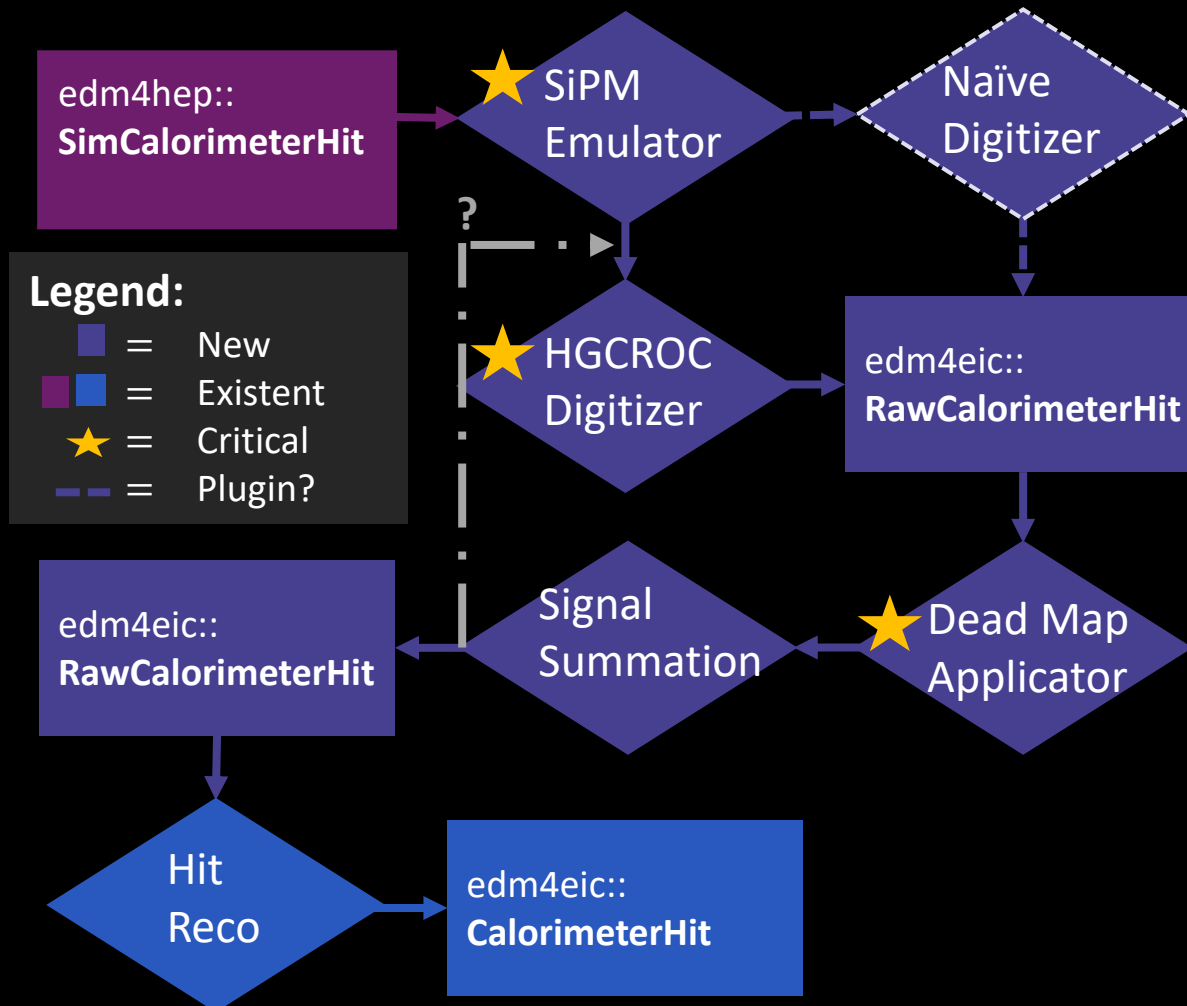 edm4hep::
SimCalorimeterHit
SiPM
Emulator
Naïve
Digitizer
?
Legend:
= New
= Existent
= Critical
= Plugin?
HGCROC
Digitizer
edm4eic::
RawCalorimeterHit
edm4eic::
RawCalorimeterHit
Signal
Summation
Dead Map
Applicator
Hit
Reco
edm4eic::
CalorimeterHit